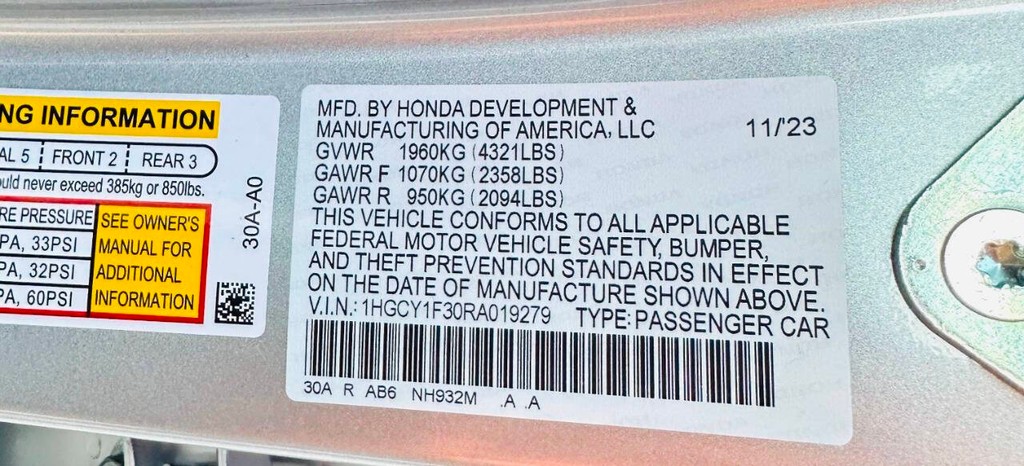 NG INFORMATION
AL 5 FRONT 2 REAR 3
uld never exceed 385kg or 850lbs.
RE PRESSURE
PA, 33PSI
PA, 32PSI
PA, 60PSI
SEE OWNER'S
MANUAL FOR
ADDITIONAL
INFORMATION
30A-A0
MFD. BY HONDA DEVELOPMENT &
MANUFACTURING OF AMERICA, LLC 11/'23
GVWR 1960KG (4321LBS)
GAWR F 1070KG (2358LBS)
GAWR R 950KG (2094LBS)
THIS VEHICLE CONFORMS TO ALL APPLICABLE
FEDERAL MOTOR VEHICLE SAFETY, BUMPER,
AND THEFT PREVENTION STANDARDS IN EFFECT
ON THE DATE OF MANUFACTURE SHOWN ABOVE.
V.I.N.: 1HGCY1F30RA019279 TYPE: PASSENGER CAR
30A R AB6 NH932M .A .A